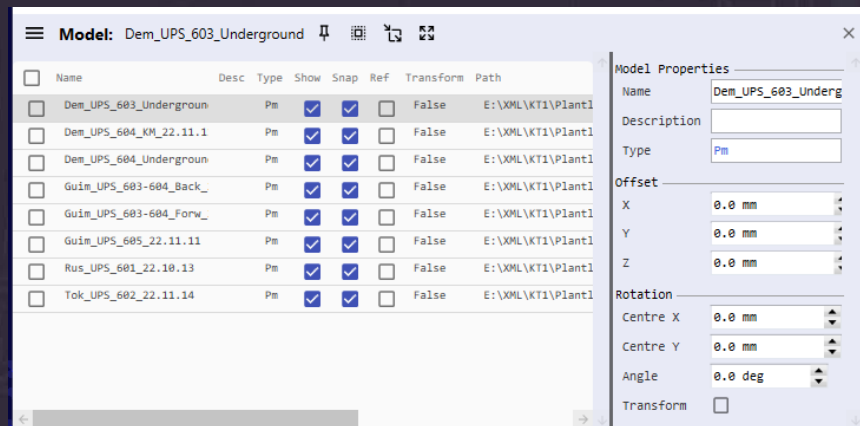 Model: Dem_UPS_603_Underground
Name Desc Type Show Snap Ref Transform Path
Dem_UPS_603_Undergroun Pm False E:\XML\KT1\Plantl
Dem_UPS_604_KM_22.11.1 Pm False E:\XML\KT1\Plantl
Dem_UPS_604_Undergroun Pm False E:\XML\KT1\Plantl
Guim_UPS_603-604_Back_ Pm False E:\XML\KT1\Plantl
Guim_UPS_603-604_Forw_ Pm False E:\XML\KT1\Plantl
Guim_UPS_605_22.11.11 Pm False E:\XML\KT1\Plantl
Rus_UPS_601_22.10.13 Pm False E:\XML\KT1\Plantl
Tok_UPS_602_22.11.14 Pm False E:\XML\KT1\Plantl
Model Properties
Name Dem_UPS_603_Underg
Description
Type Pm
Offset
X 0.0 mm
Y 0.0 mm
Z 0.0 mm
Rotation
Centre X 0.0 mm
Centre Y 0.0 mm
Angle 0.0 deg
Transform